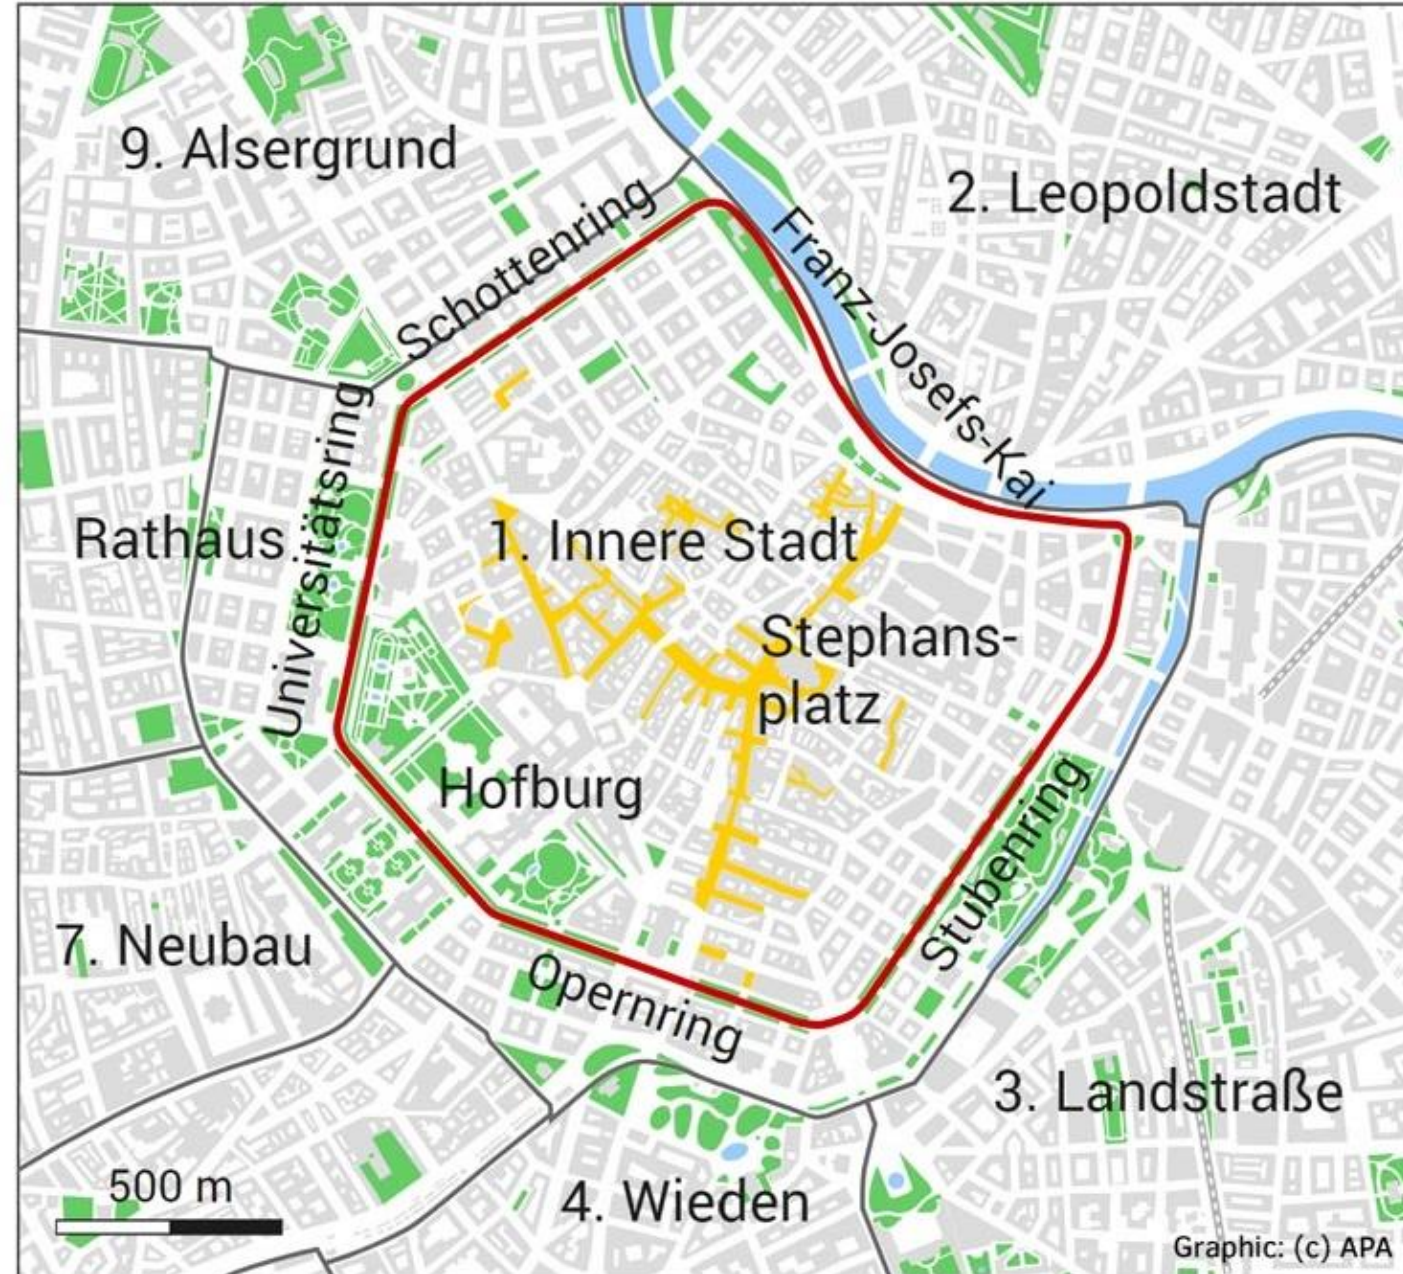 9. Alsergrund
2. Leopoldstadt
Schottenring
Franz-Josefs-Kai
Universitätsring
Rathaus
1. Innere Stadt
Stephans-
platz
Hofburg
Stubenring
7. Neubau
Opernring
3. Landstraße
500 m
4. Wieden
Graphic: (c) APA